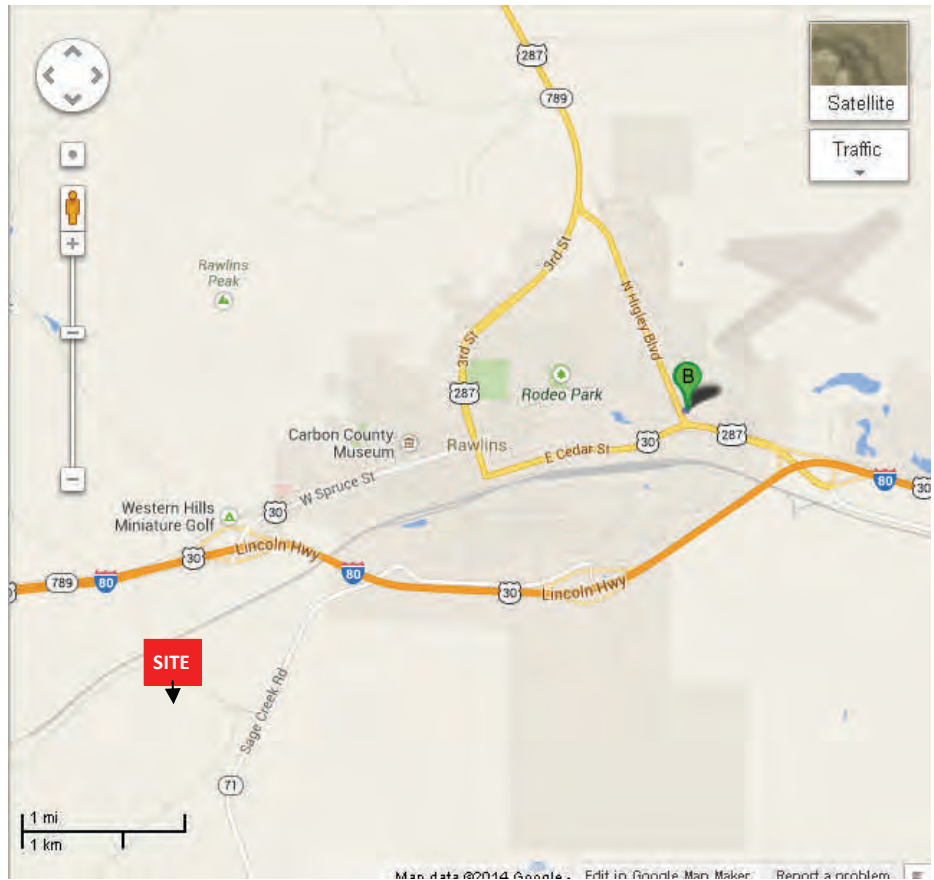 287
789
Satellite
Traffic
Rawlins
Peak
3rd St
N Higley Blvd
3rd St
B
287
Rodeo Park
Carbon County
Museum
Rawlins
E Cedar St
30
287
W Spruce St
80
30
Western Hills
Miniature Golf
30
30
Lincoln Hwy
789
80
80
30
Lincoln Hwy
SITE
Sage Creek Rd
71
1 mi
1 km
Map data ©2014 Google -
Edit in Google Map Maker
Report a problem